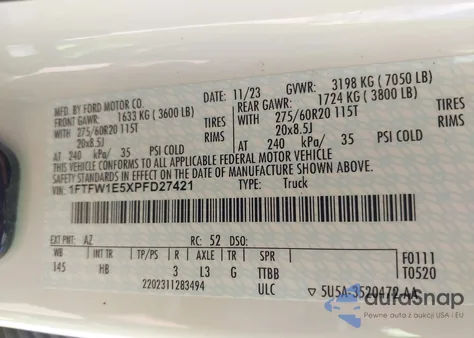 MFD. BY FORD MOTOR CO.
DATE: 11/23 GVWR: 3198 KG ( 7050 LB)
FRONT GAWR: 1633 KG ( 3600 LB) REAR GAWR: 1724 KG ( 3800 LB)
WITH 275/60R20 115T TIRES WITH 275/60R20 115T TIRES
20x8.5J RIMS 20x8.5J RIMS
AT 240 kPa/ 35 PSI COLD AT 240 kPa/ 35 PSI COLD
THIS VEHICLE CONFORMS TO ALL APPLICABLE FEDERAL MOTOR VEHICLE
SAFETY STANDARDS IN EFFECT ON THE DATE OF MANUFACTURE SHOWN ABOVE.
1FTFW1E5XPFD27421 TYPE: Truck
EXT PNT: AZ RC: 52 DSO:
WB INT TR TP/PS R AXLE TR SPR F0111
145 HB 3 L3 G TTBB T0520
2202311283494 ULC 5U5A-3520472-AA
autaSnap
Pewne auta z aukcji USA i EU